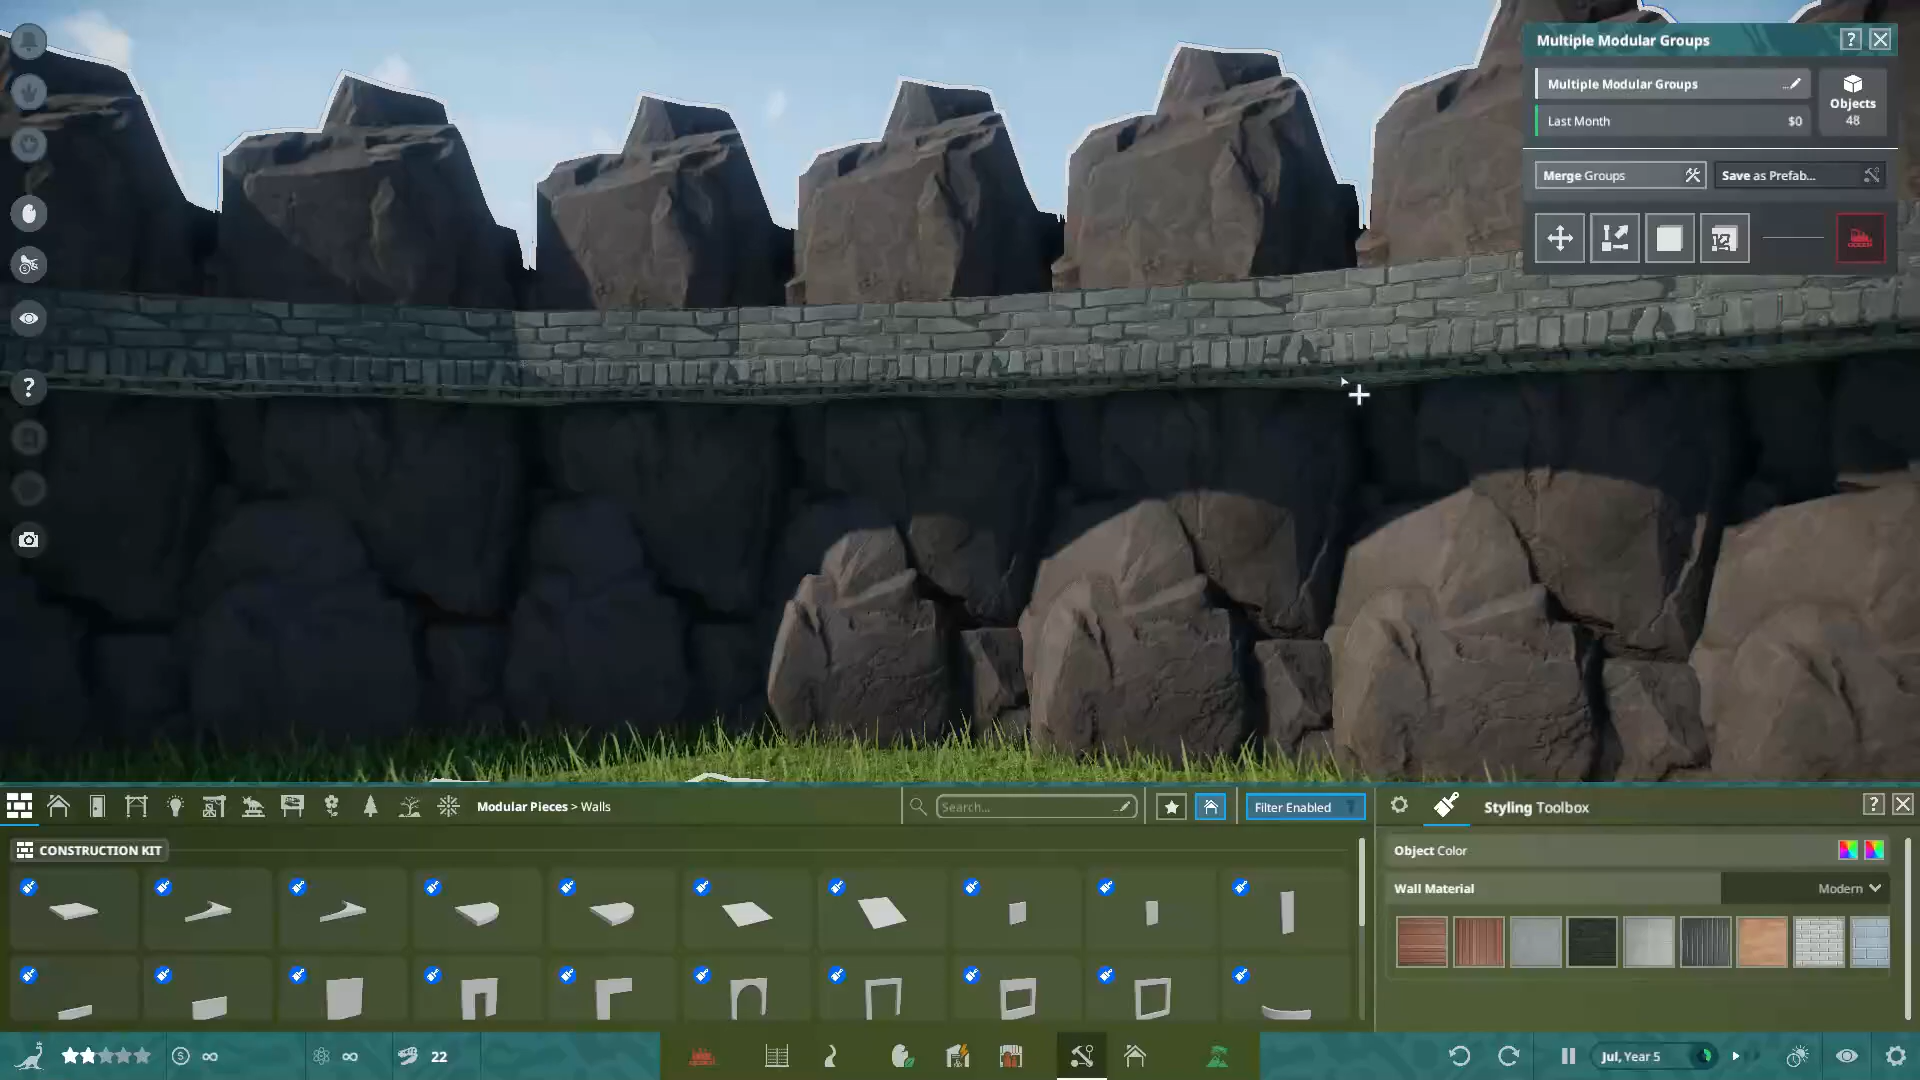 Multiple Modular Groups
?
Multiple Modular Groups
Objects
48
Last Month $0
Merge Groups
Save as Prefab...
?
Modular Pieces > Walls
Search...
Filter Enabled
Styling Toolbox
?
CONSTRUCTION KIT
Object Color
Wall Material
Modern
22
Jul, Year 5